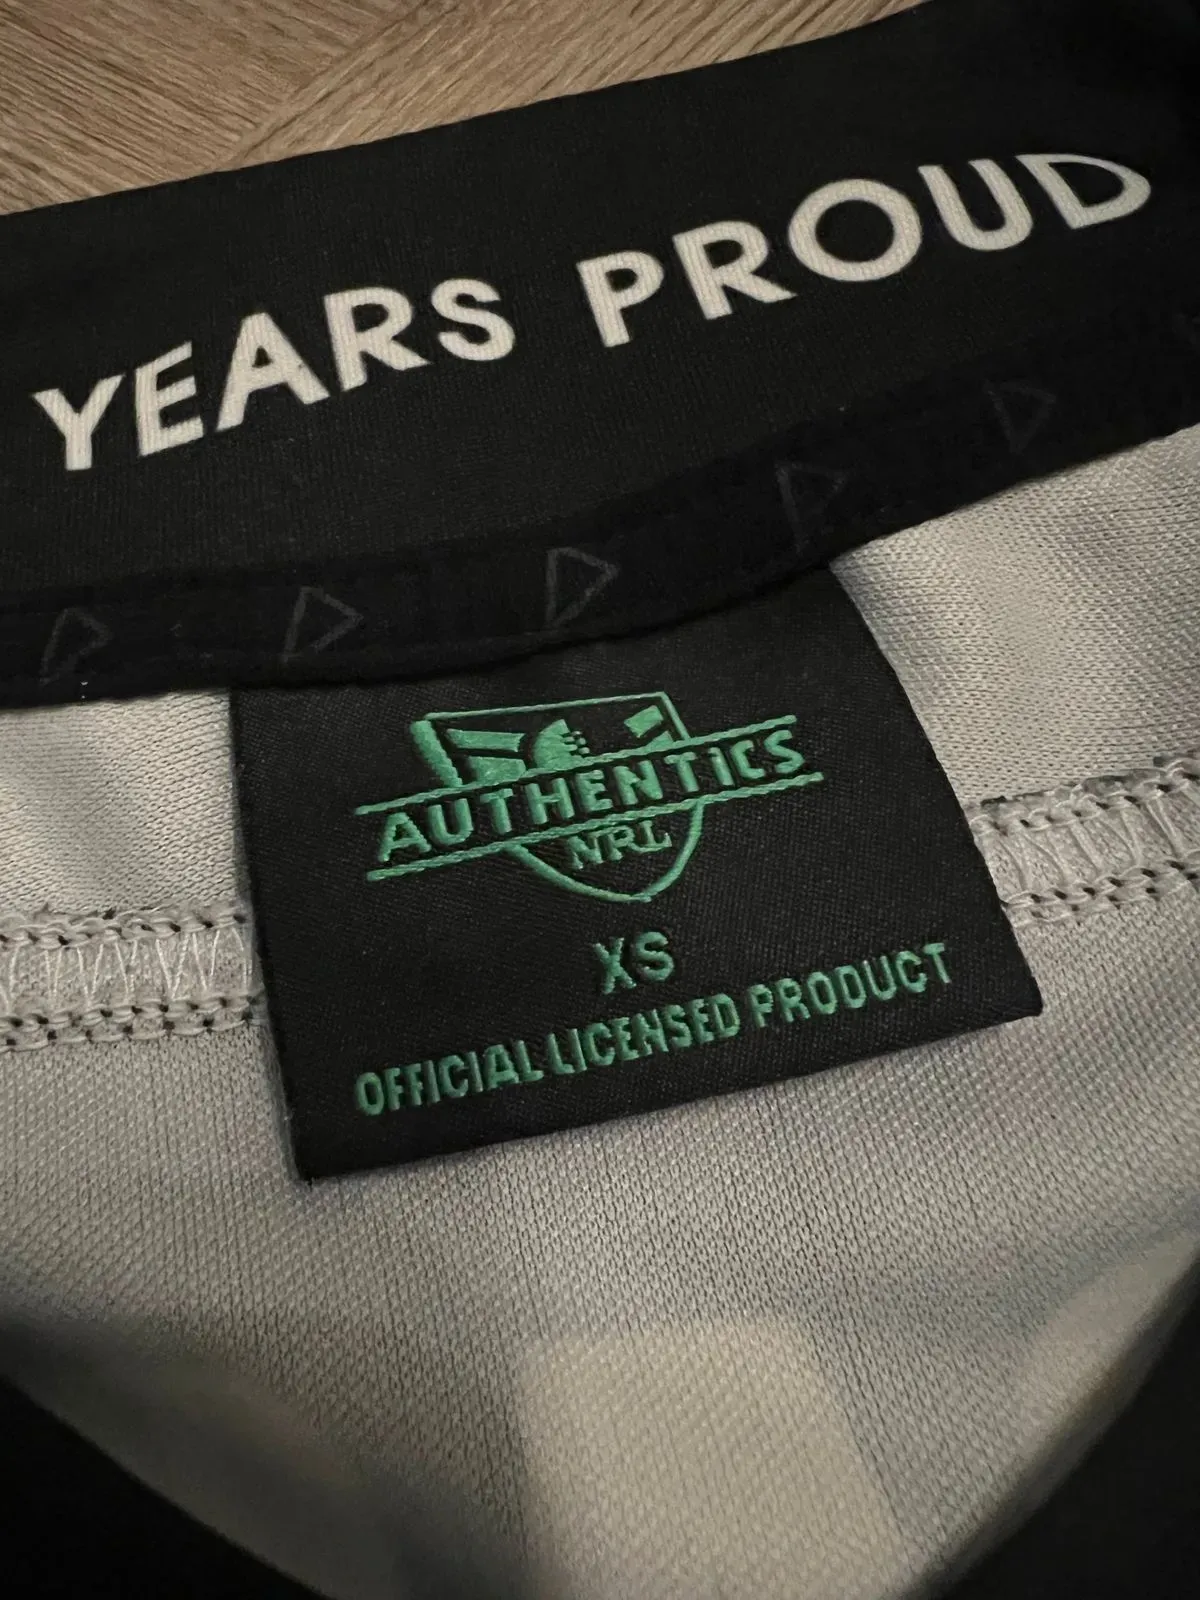 YEARS PROUD
AUTHENTICS
NRL
XS
OFFICIAL LICENSED PRODUCT